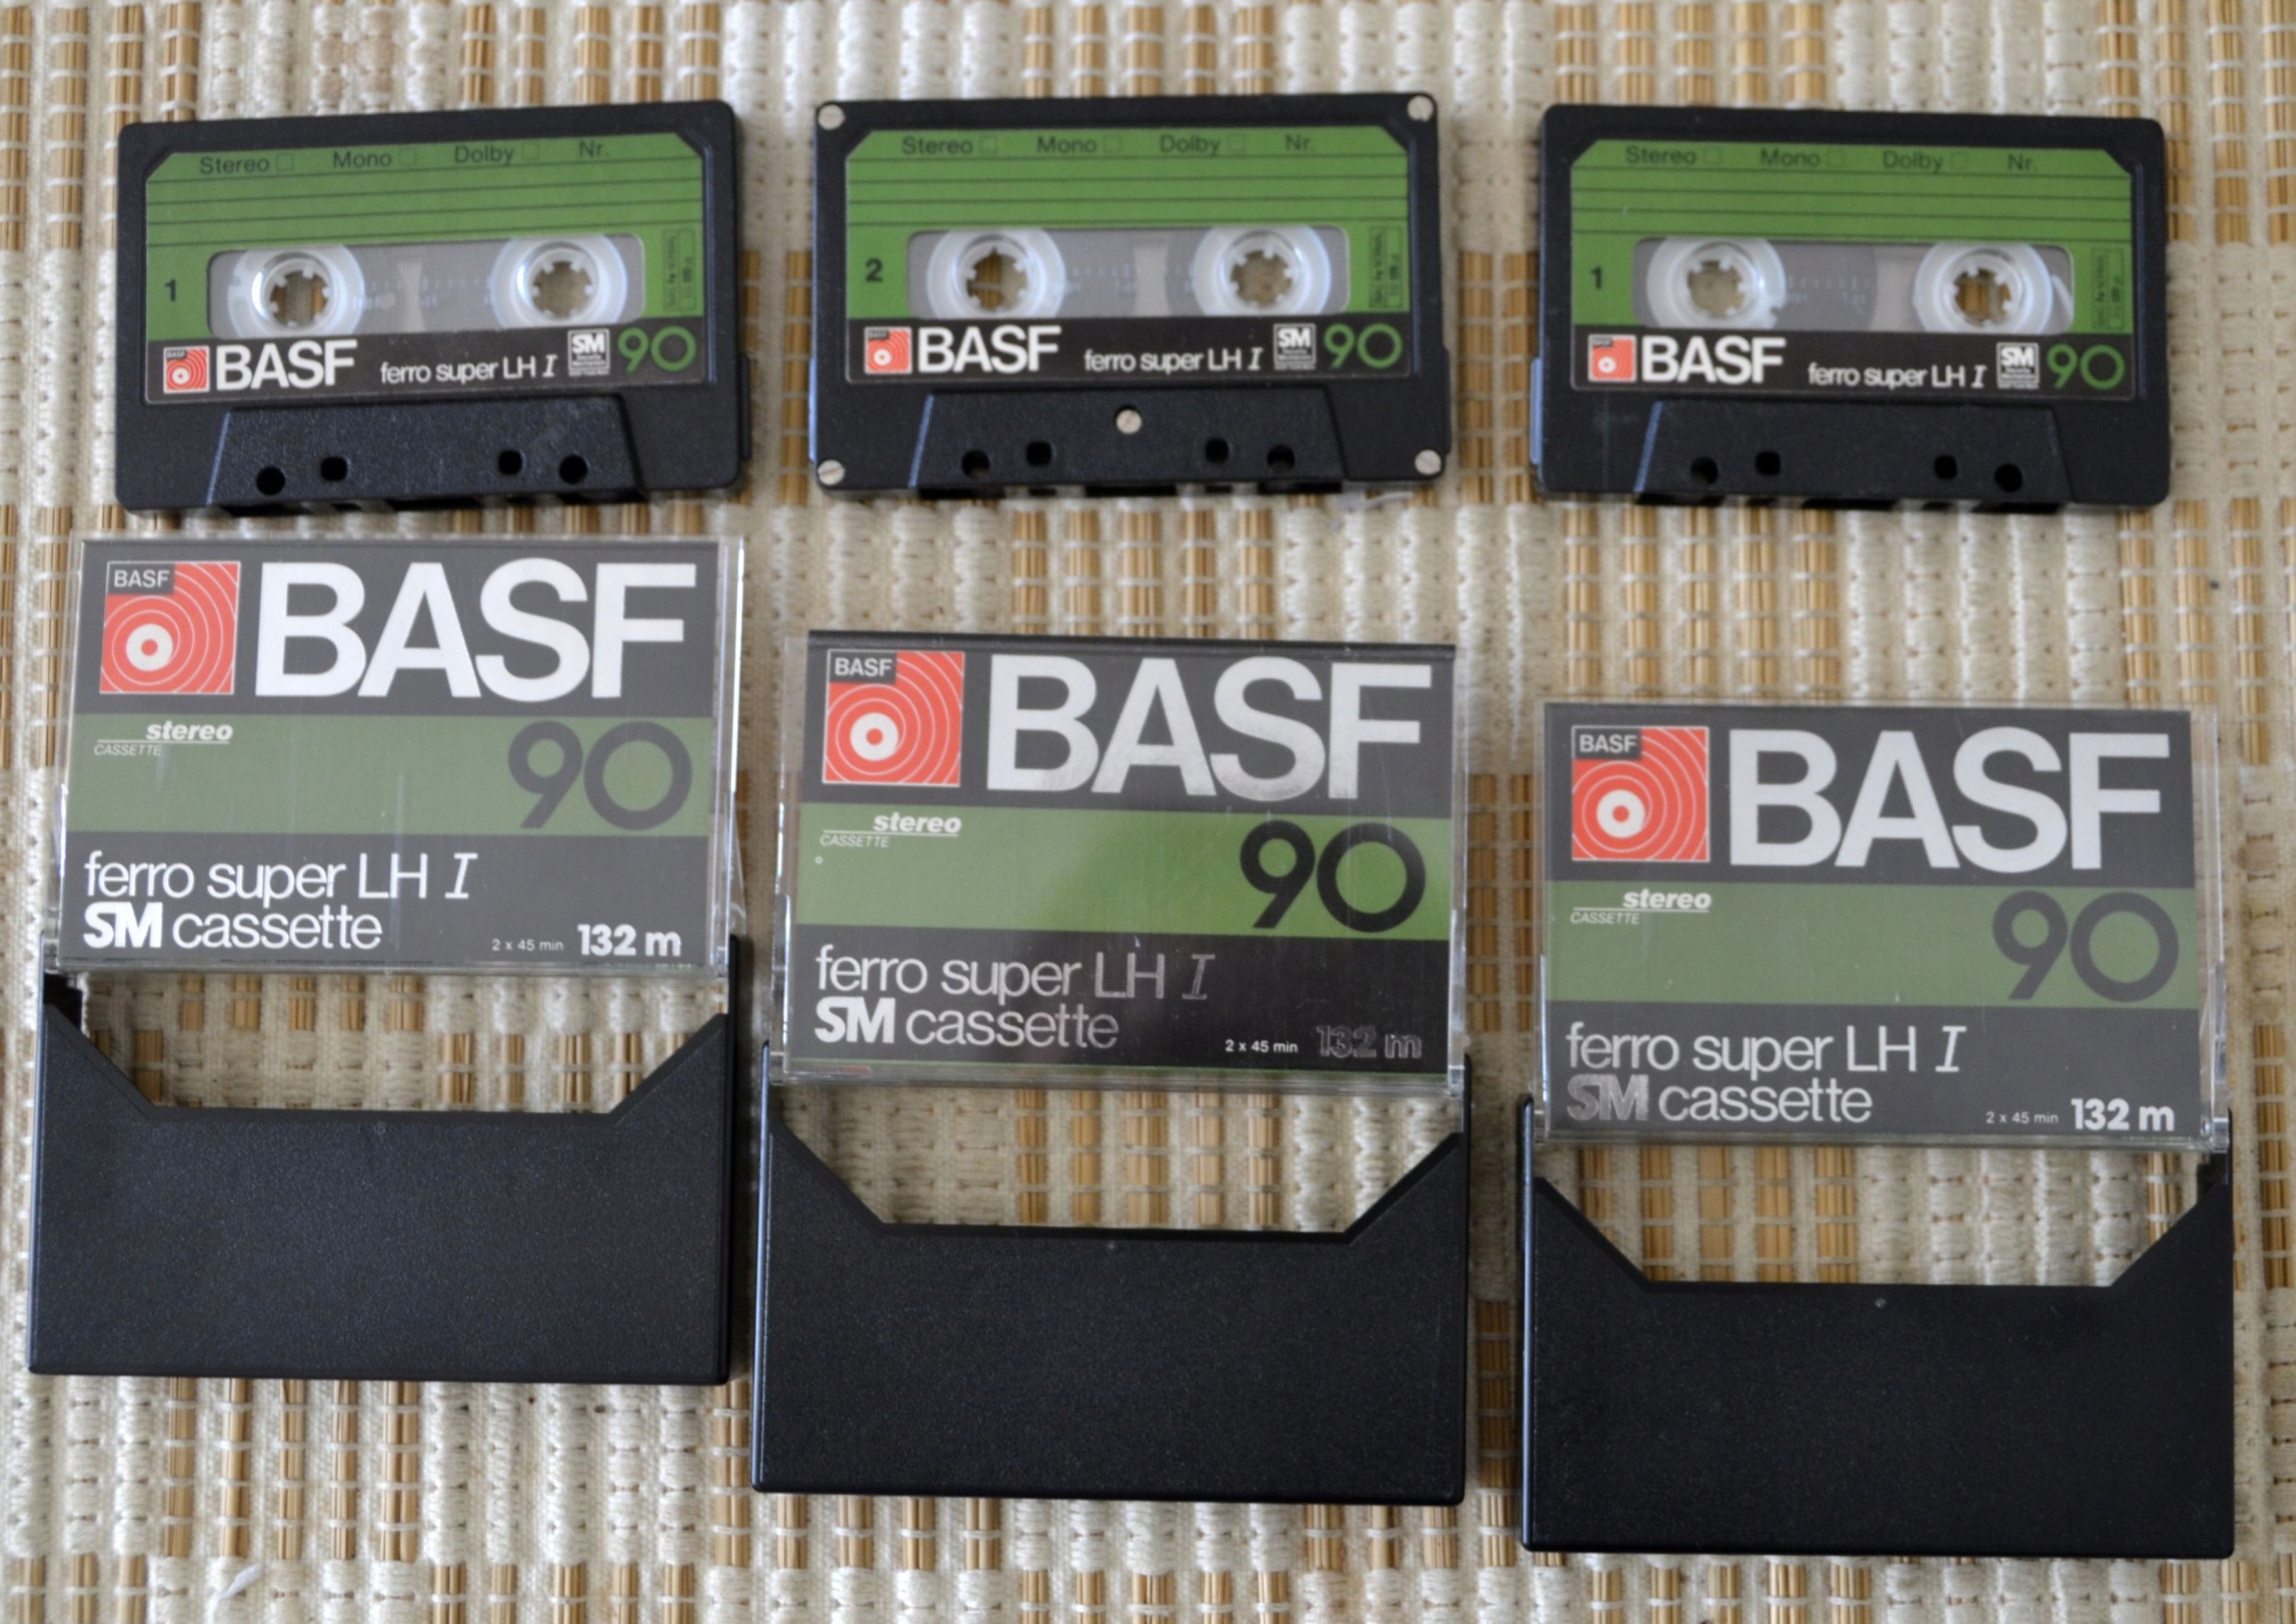 Stereo Mono Dolby Nr.
1
BASF
BASF ferro super LH I SM 90
Stereo Mono Dolby Nr.
2
BASF
BASF ferro super LH I SM 90
Stereo Mono Dolby Nr.
1
BASF
BASF ferro super LH I SM 90
BASF
BASF
stereo
CASSETTE
90
ferro super LH I
SM cassette
2 x 45 min 132 m
BASF
BASF
stereo
CASSETTE
90
ferro super LH I
SM cassette
2 x 45 min 132 m
BASF
BASF
stereo
CASSETTE
90
ferro super LH I
SM cassette
2 x 45 min 132 m